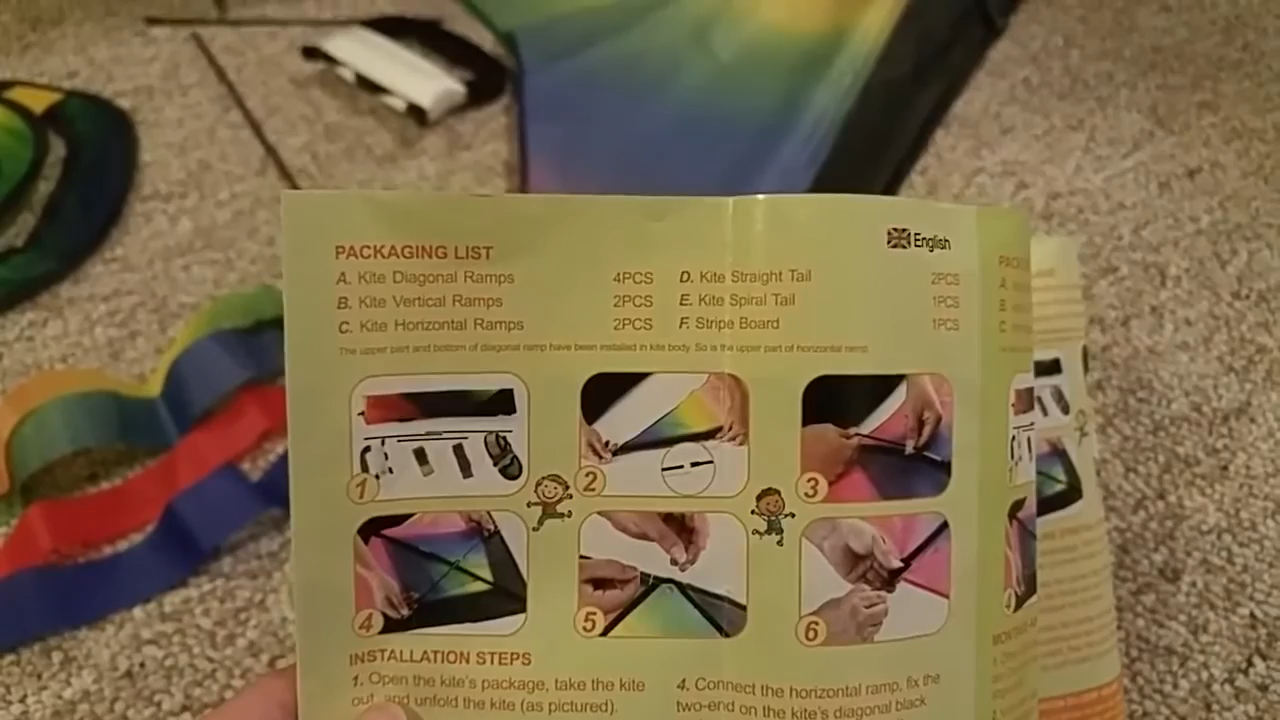 English
PACKAGING LIST
A. Kite Diagonal Ramps 4PCS
B. Kite Vertical Ramps 2PCS
C. Kite Horizontal Ramps 2PCS
D. Kite Straight Tail 2PCS
E. Kite Spiral Tail 1PCS
F. Stripe Board 1PCS
The upper part and bottom of diagonal ramp have been installed in kite body. So is the upper part of horizontal ramp.
1
2
3
4
5
6
INSTALLATION STEPS
1. Open the kite's package, take the kite
out, and unfold the kite (as pictured).
4. Connect the horizontal ramp, fix the
two-end on the kite's diagonal black